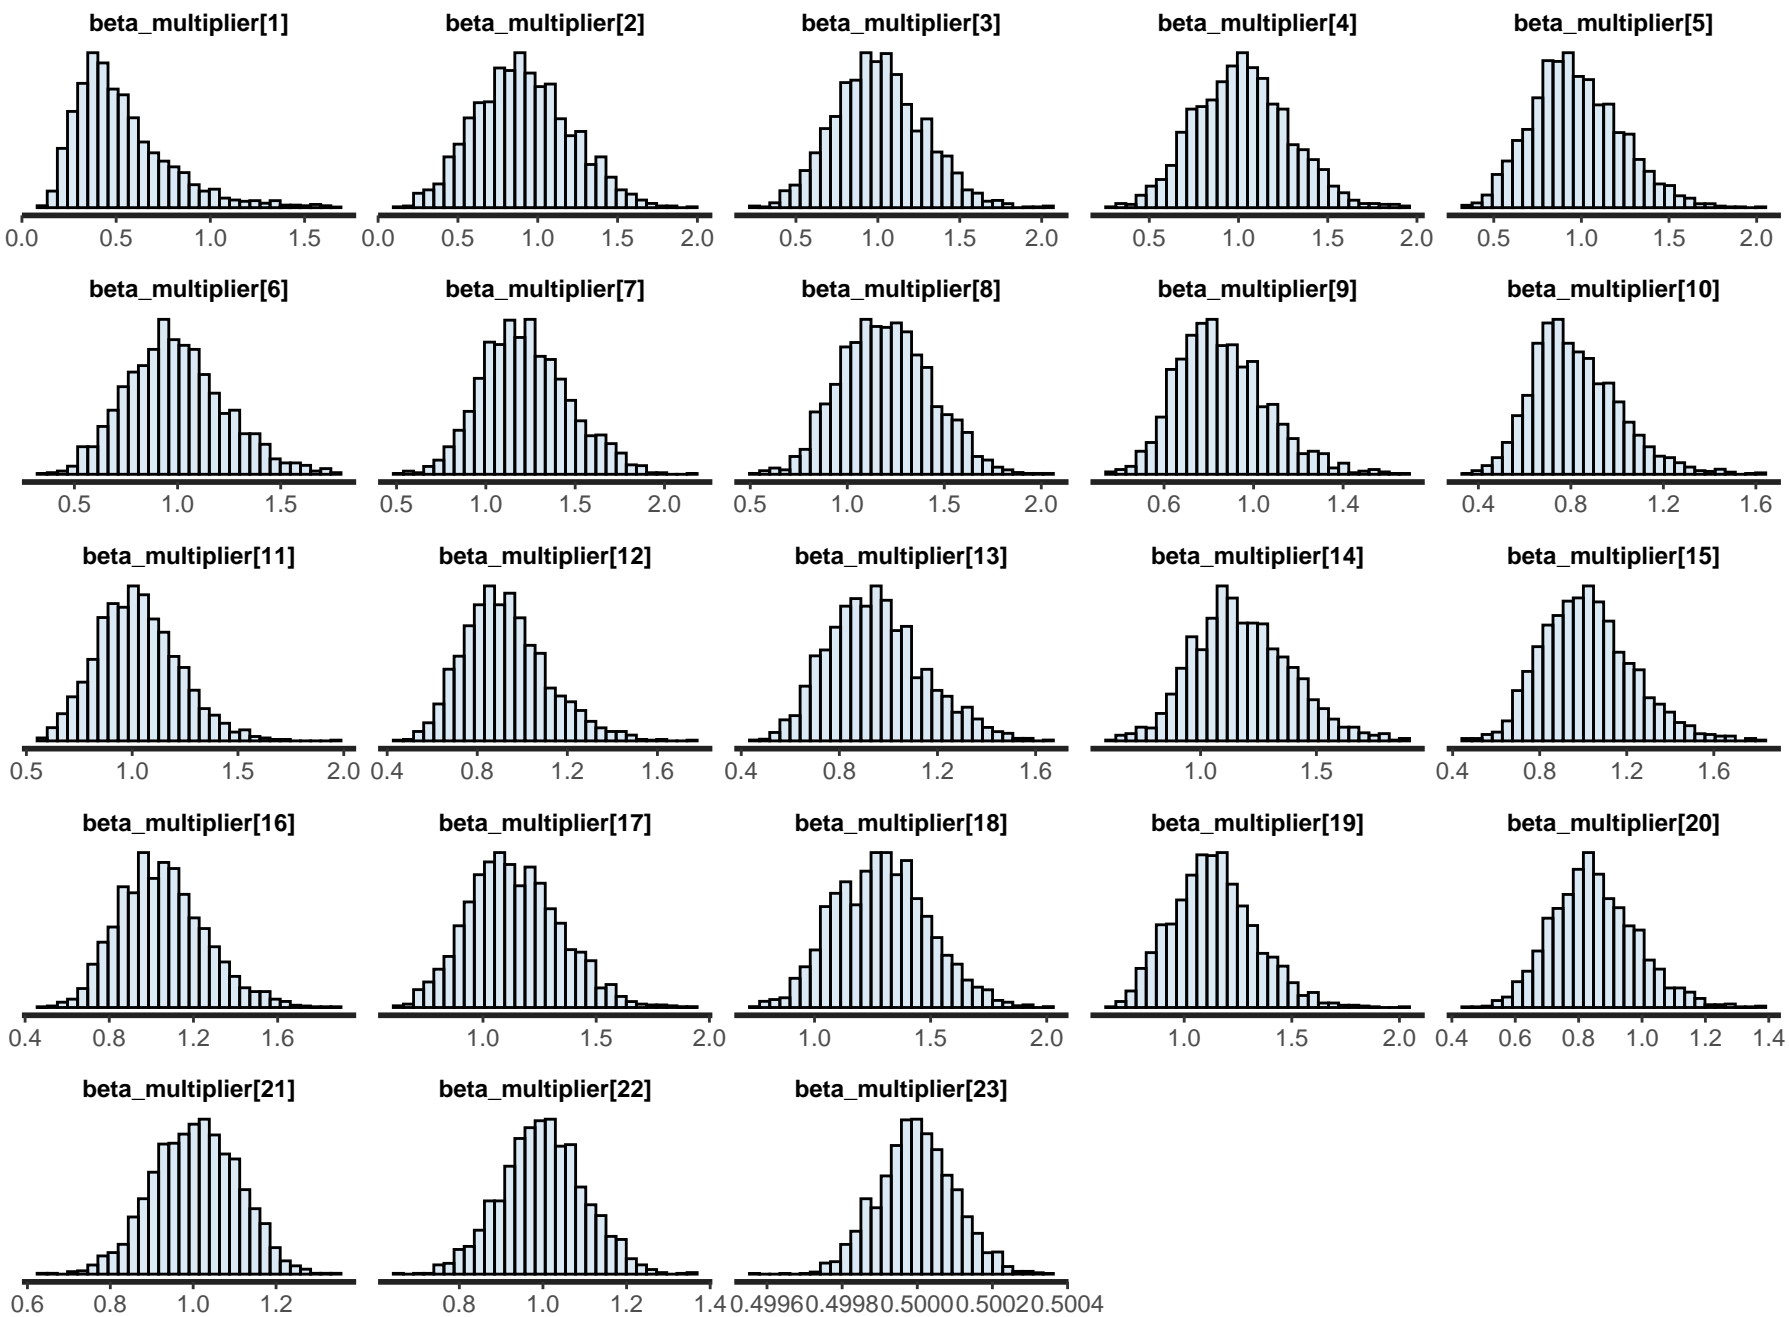 beta_multiplier[1] beta_multiplier[2] beta_multiplier[3] beta_multiplier[4] beta_multiplier[5]
0.0 0.5 1.0 1.5 0.0 0.5 1.0 1.5 2.0 0.5 1.0 1.5 2.0 0.5 1.0 1.5 2.0 0.5 1.0 1.5 2.0
beta_multiplier[6] beta_multiplier[7] beta_multiplier[8] beta_multiplier[9] beta_multiplier[10]
0.5 1.0 1.5 0.5 1.0 1.5 2.0 0.5 1.0 1.5 2.0 0.6 1.0 1.4 0.4 0.8 1.2 1.6
beta_multiplier[11] beta_multiplier[12] beta_multiplier[13] beta_multiplier[14] beta_multiplier[15]
0.5 1.0 1.5 2.0 0.4 0.8 1.2 1.6 0.4 0.8 1.2 1.6 1.0 1.5 0.4 0.8 1.2 1.6
beta_multiplier[16] beta_multiplier[17] beta_multiplier[18] beta_multiplier[19] beta_multiplier[20]
0.4 0.8 1.2 1.6 1.0 1.5 2.0 1.0 1.5 2.0 1.0 1.5 2.0 0.4 0.6 0.8 1.0 1.2 1.4
beta_multiplier[21] beta_multiplier[22] beta_multiplier[23]
0.6 0.8 1.0 1.2 0.8 1.0 1.2 1.4 0.4996 0.4998 0.5000 0.5002 0.5004